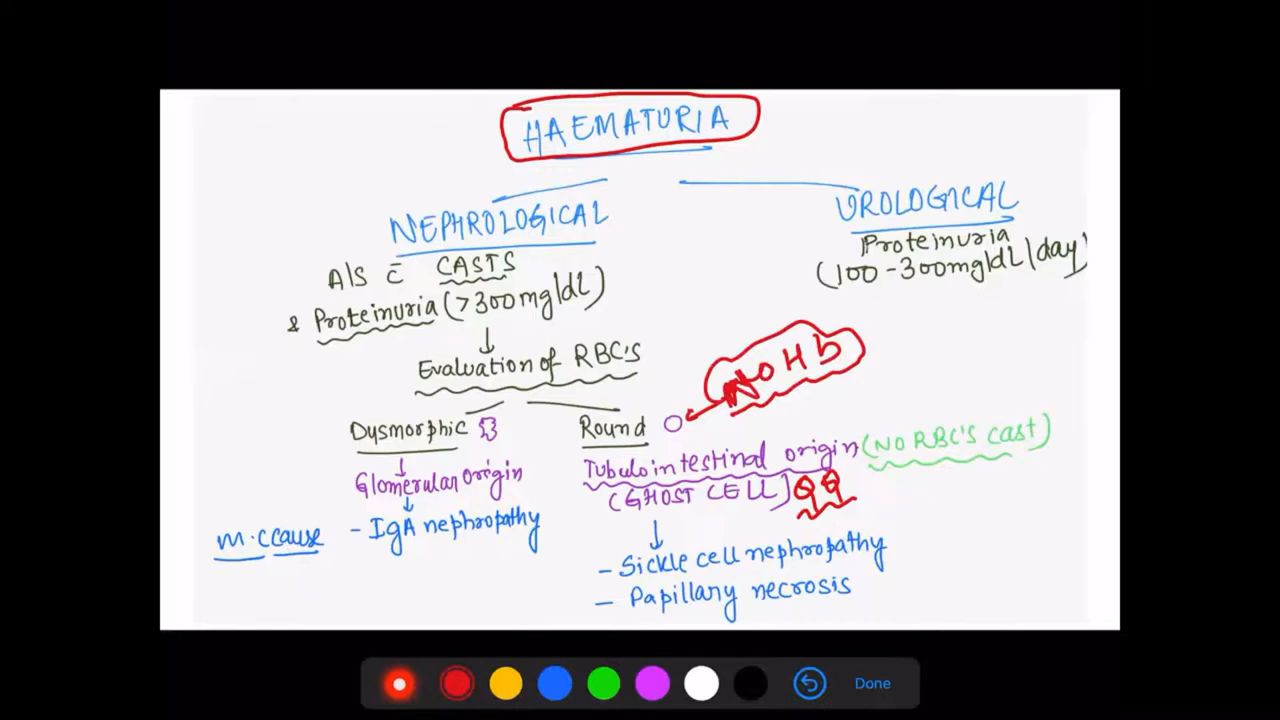 HAEMATURIA
NEPHROLOGICAL
A/S c̄ CASTS
& Proteinuria (>300mg/dL)
Evaluation of RBC'S
Dysmorphic
Glomerular Origin
m.c cause - IgA nephropathy
Round
NO Hb
Tubulointestinal origin (NO RBC'S cast)
(GHOST CELL)
- Sickle cell nephropathy
- Papillary necrosis
UROLOGICAL
Proteinuria
(100-300mg/dL/day)
Done